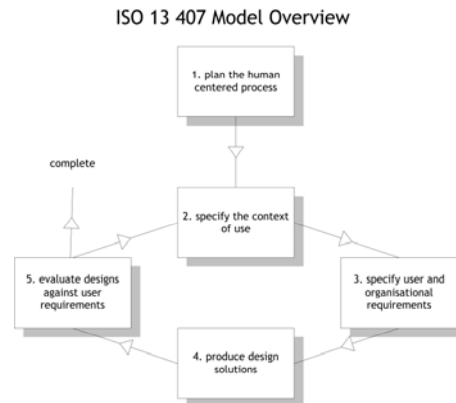 ISO 13 407 Model Overview
1. plan the human
centered process
complete
2. specify the context
of use
5. evaluate designs
against user
requirements
3. specify user and
organisational
requirements
4. produce design
solutions